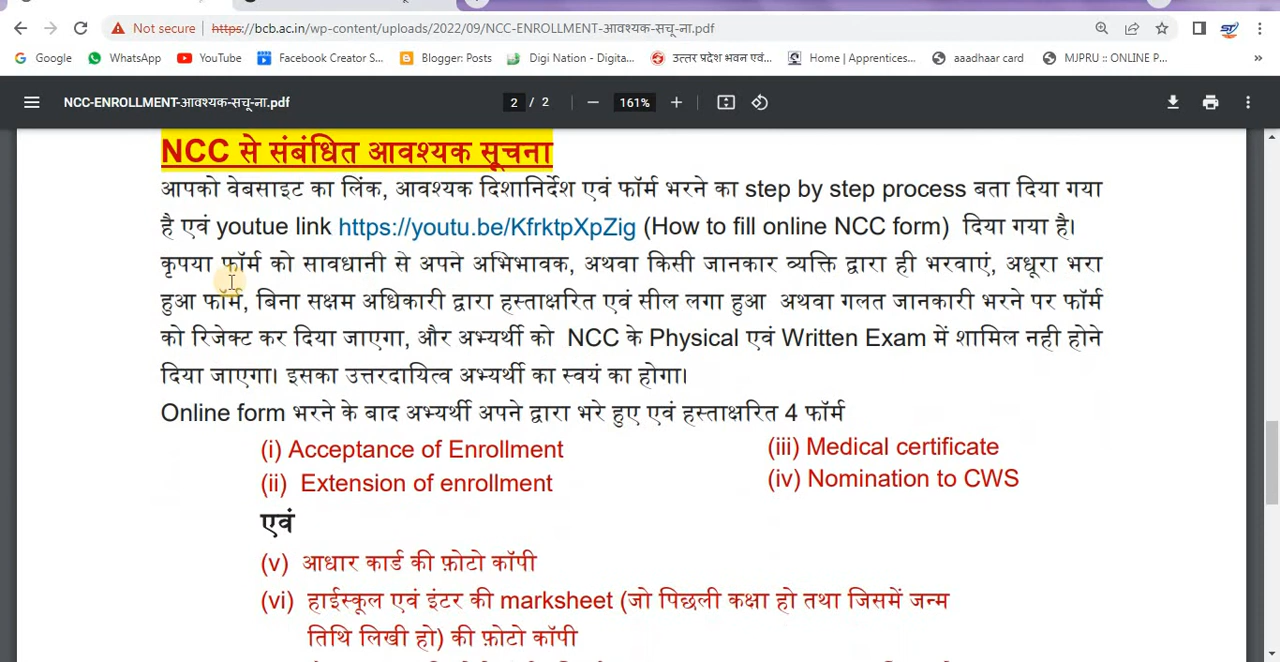 Not secure | https://bcb.ac.in/wp-content/uploads/2022/09/NCC-ENROLLMENT-आवश्यक-सचू-ना.pdf
Google WhatsApp YouTube Facebook Creator S... Blogger: Posts Digi Nation - Digita... उत्तर प्रदेश भवन एवं... Home | Apprentices... aaadhaar card MJPRU :: ONLINE P... »
NCC-ENROLLMENT-आवश्यक-सचू-ना.pdf 2 / 2 — 161% +
NCC से संबंधित आवश्यक सूचना
आपको वेबसाइट का लिंक, आवश्यक दिशानिर्देश एवं फॉर्म भरने का step by step process बता दिया गया
है एवं youtue link https://youtu.be/KfrktpXpZig (How to fill online NCC form) दिया गया है।
कृपया फॉर्म को सावधानी से अपने अभिभावक, अथवा किसी जानकार व्यक्ति द्वारा ही भरवाएं, अधूरा भरा
हुआ फॉर्म, बिना सक्षम अधिकारी द्वारा हस्ताक्षरित एवं सील लगा हुआ अथवा गलत जानकारी भरने पर फॉर्म
को रिजेक्ट कर दिया जाएगा, और अभ्यर्थी को NCC के Physical एवं Written Exam में शामिल नही होने
दिया जाएगा। इसका उत्तरदायित्व अभ्यर्थी का स्वयं का होगा।
Online form भरने के बाद अभ्यर्थी अपने द्वारा भरे हुए एवं हस्ताक्षरित 4 फॉर्म
(i) Acceptance of Enrollment (iii) Medical certificate
(ii) Extension of enrollment (iv) Nomination to CWS
एवं
(v) आधार कार्ड की फ़ोटो कॉपी
(vi) हाईस्कूल एवं इंटर की marksheet (जो पिछली कक्षा हो तथा जिसमें जन्म
तिथि लिखी हो) की फ़ोटो कॉपी